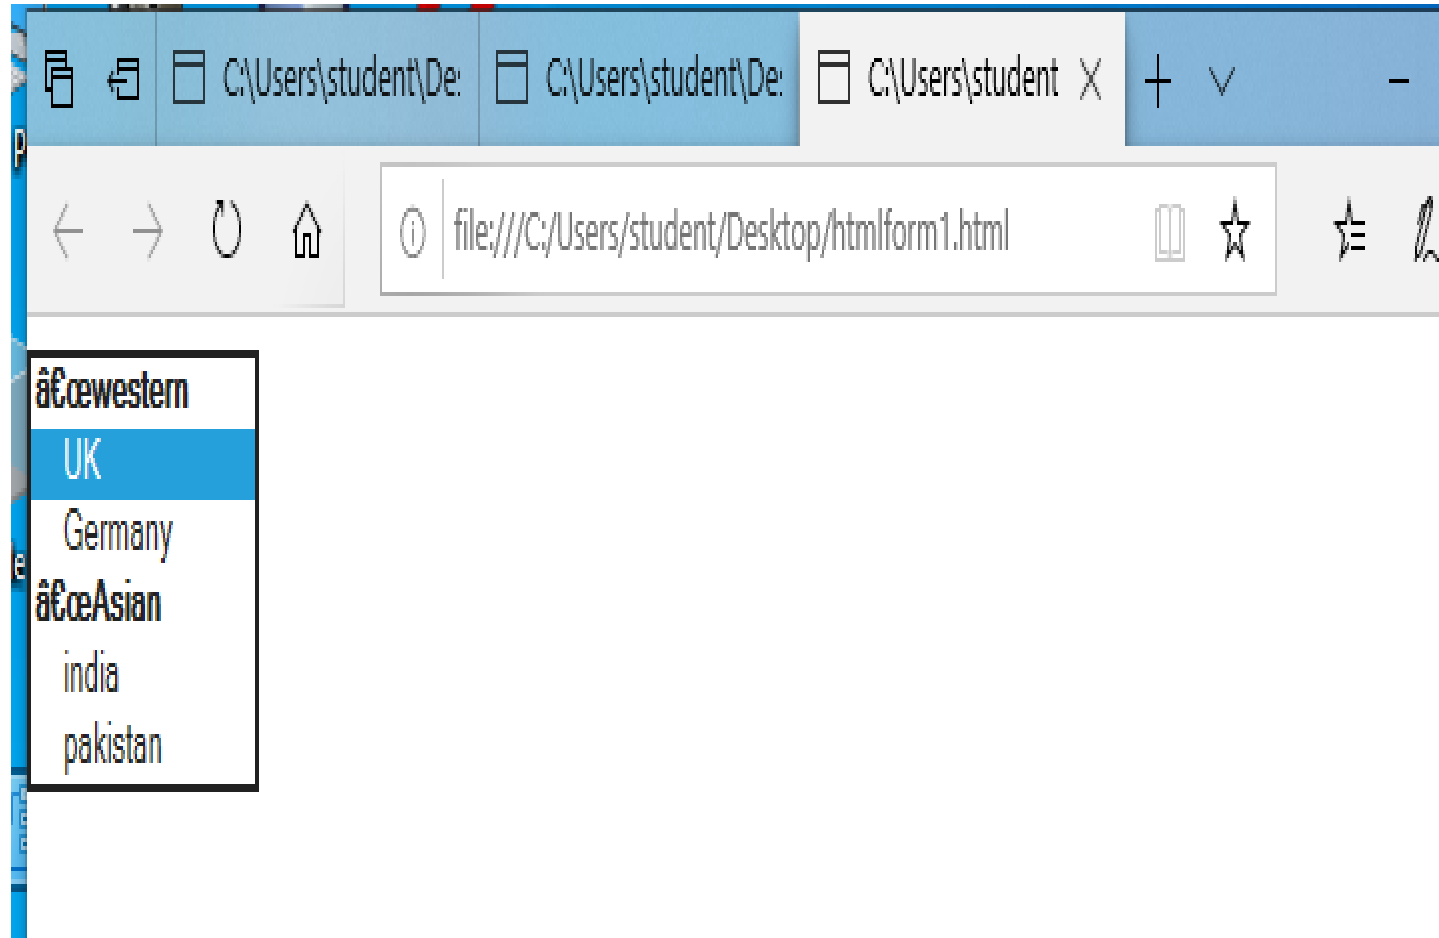 C:\Users\student\De: C:\Users\student\De: C:\Users\student
file:///C:/Users/student/Desktop/htmlform1.html
â€œwestern
UK
Germany
â€œAsian
india
pakistan